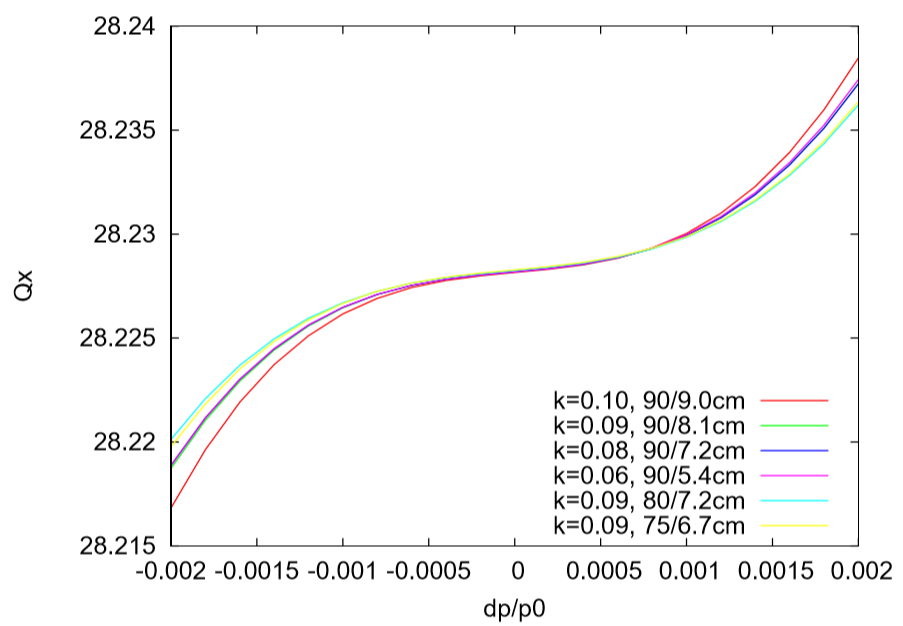 28.24
28.235
28.23
Qx
28.225
28.22
28.215
k=0.10, 90/9.0cm
k=0.09, 90/8.1cm
k=0.08, 90/7.2cm
k=0.06, 90/5.4cm
k=0.09, 80/7.2cm
k=0.09, 75/6.7cm
-0.002 -0.0015 -0.001 -0.0005 0 0.0005 0.001 0.0015 0.002
dp/p0